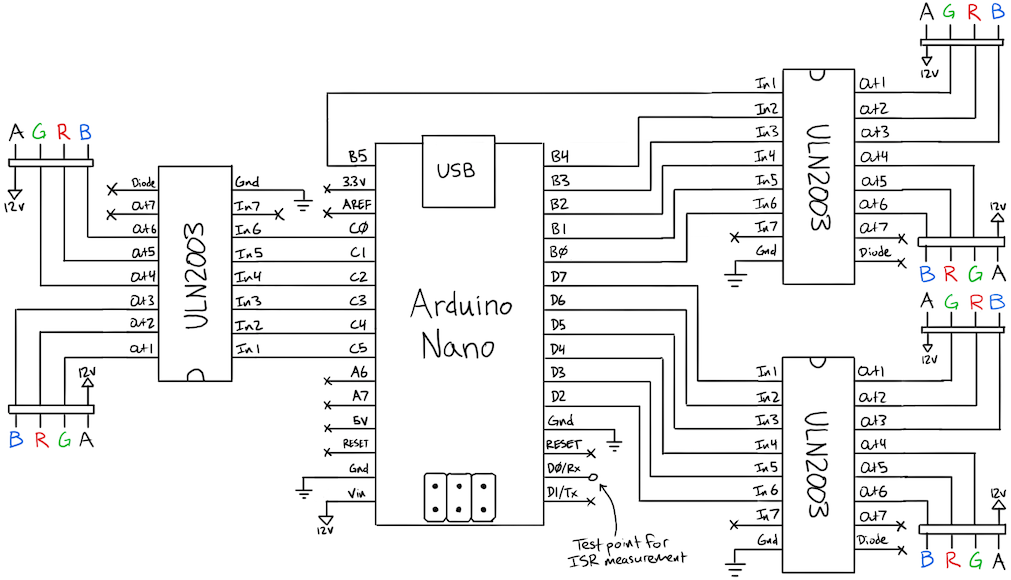 A G R B
12V
Diode
out7
out6
out5
out4
out3
out2
out1
ULN2003
Gnd
In7
In6
In5
In4
In3
In2
In1
12V
B R G A
B5
3.3V
AREF
CØ
C1
C2
C3
C4
C5
A6
A7
5V
RESET
Gnd
Vin
12V
USB
Arduino
Nano
B4
B3
B2
B1
BØ
D7
D6
D5
D4
D3
D2
Gnd
RESET
DØ/Rx
D1/Tx
Test point for
ISR measurement
A G R B
12V
In1
In2
In3
In4
In5
In6
In7
Gnd
ULN2003
out1
out2
out3
out4
out5
out6
out7
Diode
12V
B R G A
A G R B
12V
In1
In2
In3
In4
In5
In6
In7
Gnd
ULN2003
out1
out2
out3
out4
out5
out6
out7
Diode
12V
B R G A